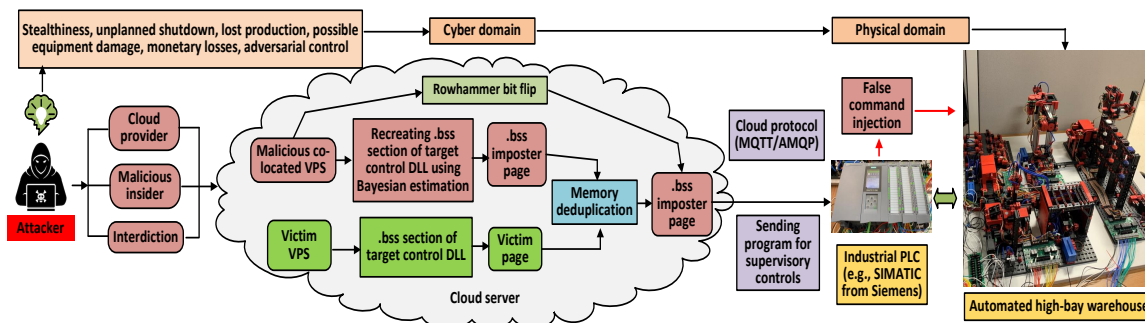 Stealthiness, unplanned shutdown, lost production, possible
equipment damage, monetary losses, adversarial control
Cyber domain
Physical domain
Attacker
Cloud
provider
Malicious
insider
Interdiction
Rowhammer bit flip
Malicious co-
located VPS
Recreating .bss
section of target
control DLL using
Bayesian estimation
.bss
imposter
page
Memory
deduplication
.bss
imposter
page
Victim
VPS
.bss section of
target control DLL
Victim
page
Cloud server
Cloud protocol
(MQTT/AMQP)
Sending
program for
supervisory
controls
False
command
injection
Industrial PLC
(e.g., SIMATIC
from Siemens)
Automated high-bay warehouse